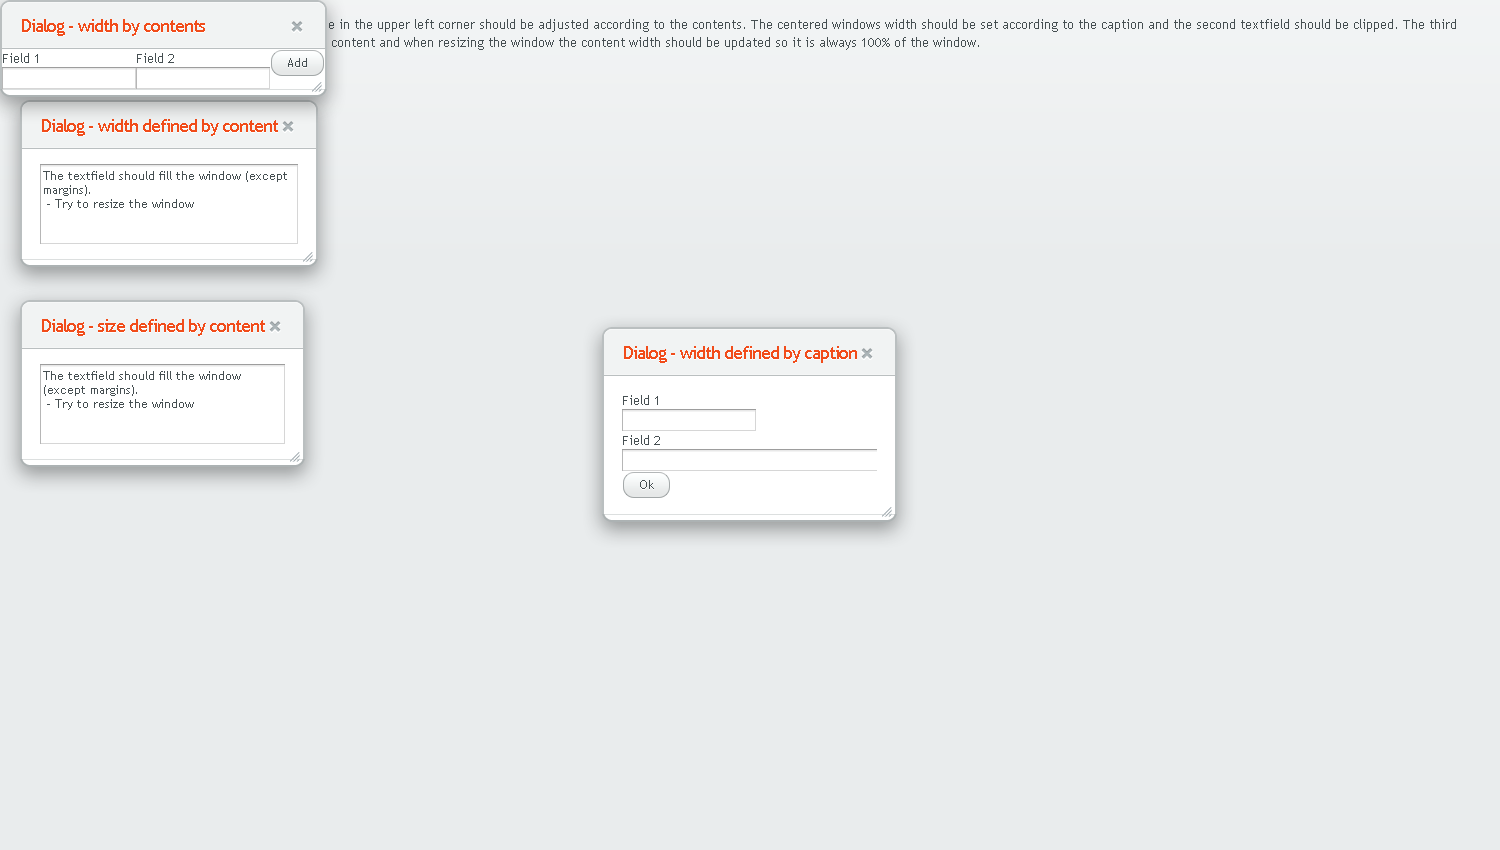 Dialog - width by contents
e in the upper left corner should be adjusted according to the contents. The centered windows width should be set according to the caption and the second textfield should be clipped. The third
content and when resizing the window the content width should be updated so it is always 100% of the window.
Field 1 Field 2 Add
Dialog - width defined by content
The textfield should fill the window (except
margins).
- Try to resize the window
Dialog - size defined by content
The textfield should fill the window
(except margins).
- Try to resize the window
Dialog - width defined by caption
Field 1
Field 2
Ok